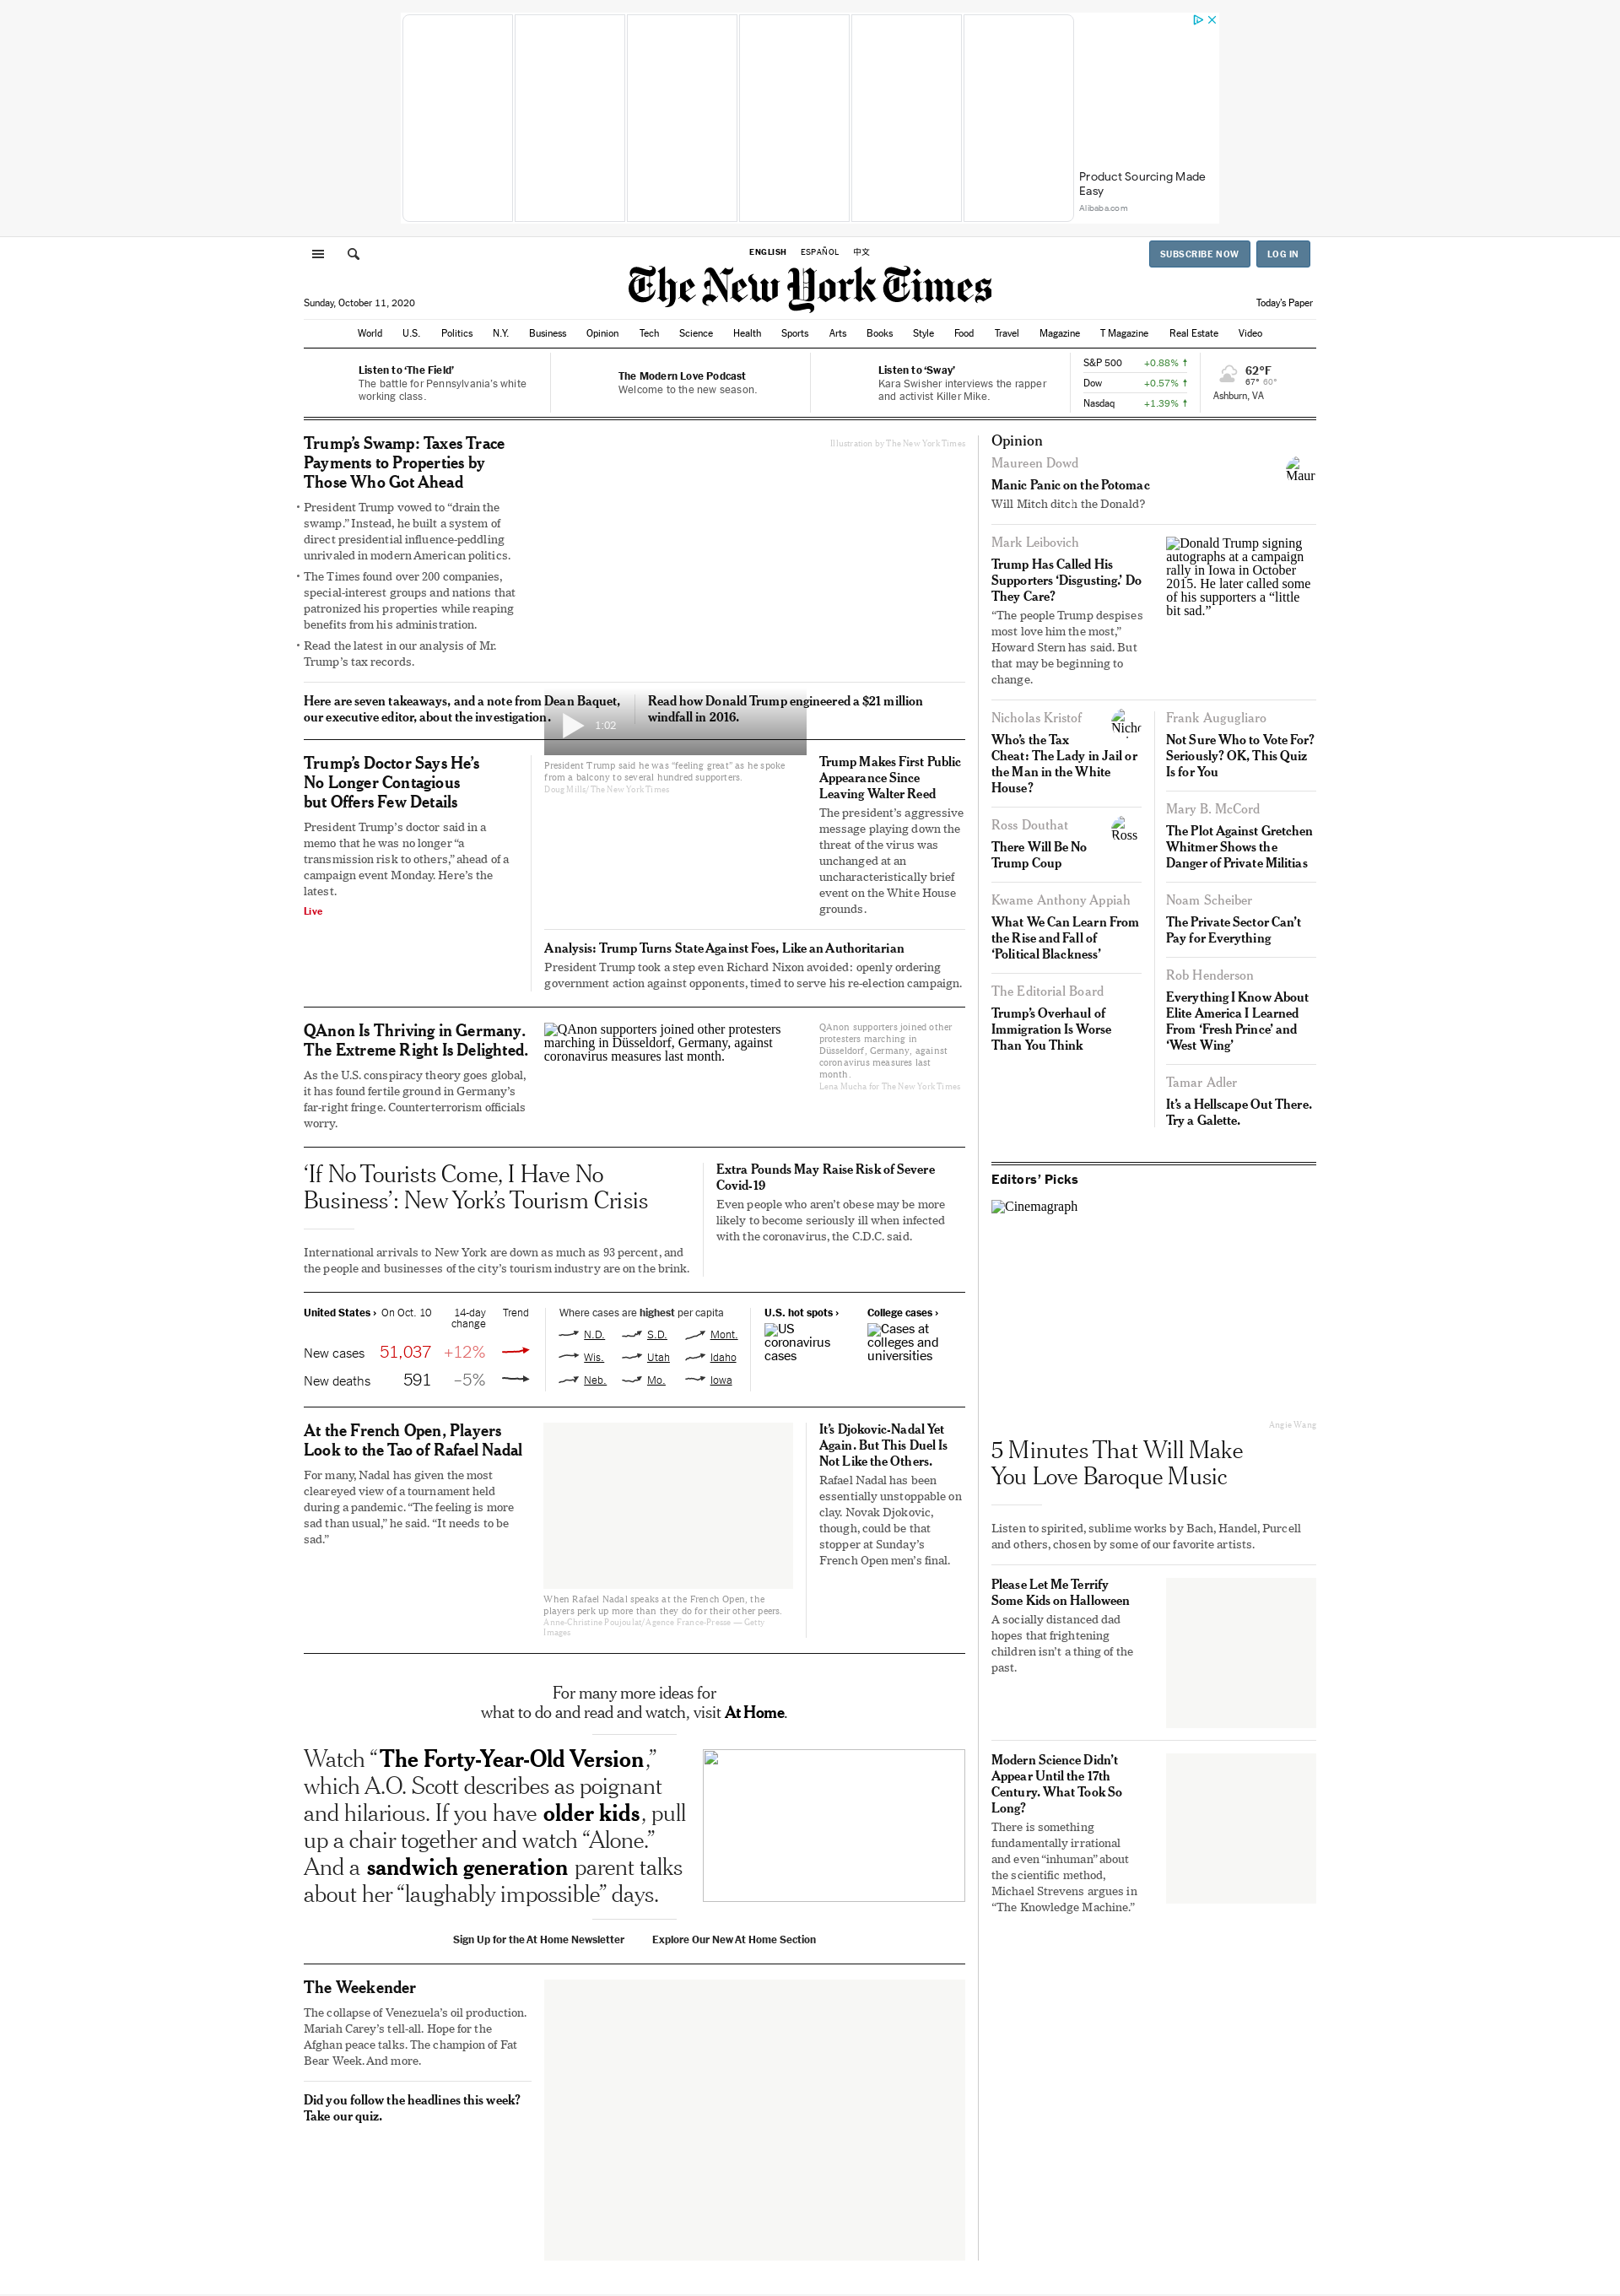 Product Sourcing Made
Easy
Alibaba.com
ENGLISH ESPAÑOL 中文
SUBSCRIBE NOW LOG IN
The New York Times
Sunday, October 11, 2020
Today's Paper
World U.S. Politics N.Y. Business Opinion Tech Science Health Sports Arts Books Style Food Travel Magazine T Magazine Real Estate Video
Listen to ‘The Field’
The battle for Pennsylvania's white
working class.
The Modern Love Podcast
Welcome to the new season.
Listen to ‘Sway’
Kara Swisher interviews the rapper
and activist Killer Mike.
S&P 500 +0.88% ↑
Dow +0.57% ↑
Nasdaq +1.39% ↑
62°F
67° 60°
Ashburn, VA
Trump’s Swamp: Taxes Trace
Payments to Properties by
Those Who Got Ahead
• President Trump vowed to “drain the
swamp.” Instead, he built a system of
direct presidential influence-peddling
unrivaled in modern American politics.
• The Times found over 200 companies,
special-interest groups and nations that
patronized his properties while reaping
benefits from his administration.
• Read the latest in our analysis of Mr.
Trump’s tax records.
Illustration by The New York Times
Here are seven takeaways, and a note from Dean Baquet,
our executive editor, about the investigation.
Read how Donald Trump engineered a $21 million
windfall in 2016.
Trump’s Doctor Says He’s
No Longer Contagious
but Offers Few Details
President Trump’s doctor said in a
memo that he was no longer “a
transmission risk to others,” ahead of a
campaign event Monday. Here’s the
latest.
Live
1:02
President Trump said he was “feeling great” as he spoke
from a balcony to several hundred supporters.
Doug Mills/The New York Times
Trump Makes First Public
Appearance Since
Leaving Walter Reed
The president’s aggressive
message playing down the
threat of the virus was
unchanged at an
uncharacteristically brief
event on the White House
grounds.
Analysis: Trump Turns State Against Foes, Like an Authoritarian
President Trump took a step even Richard Nixon avoided: openly ordering
government action against opponents, timed to serve his re-election campaign.
QAnon Is Thriving in Germany.
The Extreme Right Is Delighted.
As the U.S. conspiracy theory goes global,
it has found fertile ground in Germany’s
far-right fringe. Counterterrorism officials
worry.
QAnon supporters joined other protesters
marching in Düsseldorf, Germany, against
coronavirus measures last month.
QAnon supporters joined other
protesters marching in
Düsseldorf, Germany, against
coronavirus measures last
month.
Lena Mucha for The New York Times
‘If No Tourists Come, I Have No
Business’: New York’s Tourism Crisis
International arrivals to New York are down as much as 93 percent, and
the people and businesses of the city’s tourism industry are on the brink.
Extra Pounds May Raise Risk of Severe
Covid-19
Even people who aren’t obese may be more
likely to become seriously ill when infected
with the coronavirus, the C.D.C. said.
United States › On Oct. 10 14-day Trend
change
New cases 51,037 +12%
New deaths 591 –5%
Where cases are highest per capita
N.D. S.D. Mont.
Wis. Utah Idaho
Neb. Mo. Iowa
U.S. hot spots ›
US
coronavirus
cases
College cases ›
Cases at
colleges and
universities
At the French Open, Players
Look to the Tao of Rafael Nadal
For many, Nadal has given the most
cleareyed view of a tournament held
during a pandemic. “The feeling is more
sad than usual,” he said. “It needs to be
sad.”
When Rafael Nadal speaks at the French Open, the
players perk up more than they do for their other peers.
Anne-Christine Poujoulat/Agence France-Presse — Getty
Images
It’s Djokovic-Nadal Yet
Again. But This Duel Is
Not Like the Others.
Rafael Nadal has been
essentially unstoppable on
clay. Novak Djokovic,
though, could be that
stopper at Sunday’s
French Open men’s final.
For many more ideas for
what to do and read and watch, visit At Home.
Watch “The Forty-Year-Old Version,”
which A.O. Scott describes as poignant
and hilarious. If you have older kids, pull
up a chair together and watch “Alone.”
And a sandwich generation parent talks
about her “laughably impossible” days.
Sign Up for the At Home Newsletter Explore Our New At Home Section
The Weekender
The collapse of Venezuela’s oil production.
Mariah Carey’s tell-all. Hope for the
Afghan peace talks. The champion of Fat
Bear Week. And more.
Did you follow the headlines this week?
Take our quiz.
Opinion
Maureen Dowd
Manic Panic on the Potomac
Will Mitch ditch the Donald?
Maur
Mark Leibovich
Trump Has Called His
Supporters ‘Disgusting.’ Do
They Care?
“The people Trump despises
most love him the most,”
Howard Stern has said. But
that may be beginning to
change.
Donald Trump signing
autographs at a campaign
rally in Iowa in October
2015. He later called some
of his supporters a “little
bit sad.”
Nicholas Kristof
Who’s the Tax
Cheat: The Lady in Jail or
the Man in the White
House?
Nicho
Ross Douthat
There Will Be No
Trump Coup
Ross
Kwame Anthony Appiah
What We Can Learn From
the Rise and Fall of
‘Political Blackness’
The Editorial Board
Trump’s Overhaul of
Immigration Is Worse
Than You Think
Frank Augugliaro
Not Sure Who to Vote For?
Seriously? OK, This Quiz
Is for You
Mary B. McCord
The Plot Against Gretchen
Whitmer Shows the
Danger of Private Militias
Noam Scheiber
The Private Sector Can’t
Pay for Everything
Rob Henderson
Everything I Know About
Elite America I Learned
From ‘Fresh Prince’ and
‘West Wing’
Tamar Adler
It’s a Hellscape Out There.
Try a Galette.
Editors’ Picks
Cinemagraph
Angie Wang
5 Minutes That Will Make
You Love Baroque Music
Listen to spirited, sublime works by Bach, Handel, Purcell
and others, chosen by some of our favorite artists.
Please Let Me Terrify
Some Kids on Halloween
A socially distanced dad
hopes that frightening
children isn’t a thing of the
past.
Modern Science Didn’t
Appear Until the 17th
Century. What Took So
Long?
There is something
fundamentally irrational
and even “inhuman” about
the scientific method,
Michael Strevens argues in
“The Knowledge Machine.”